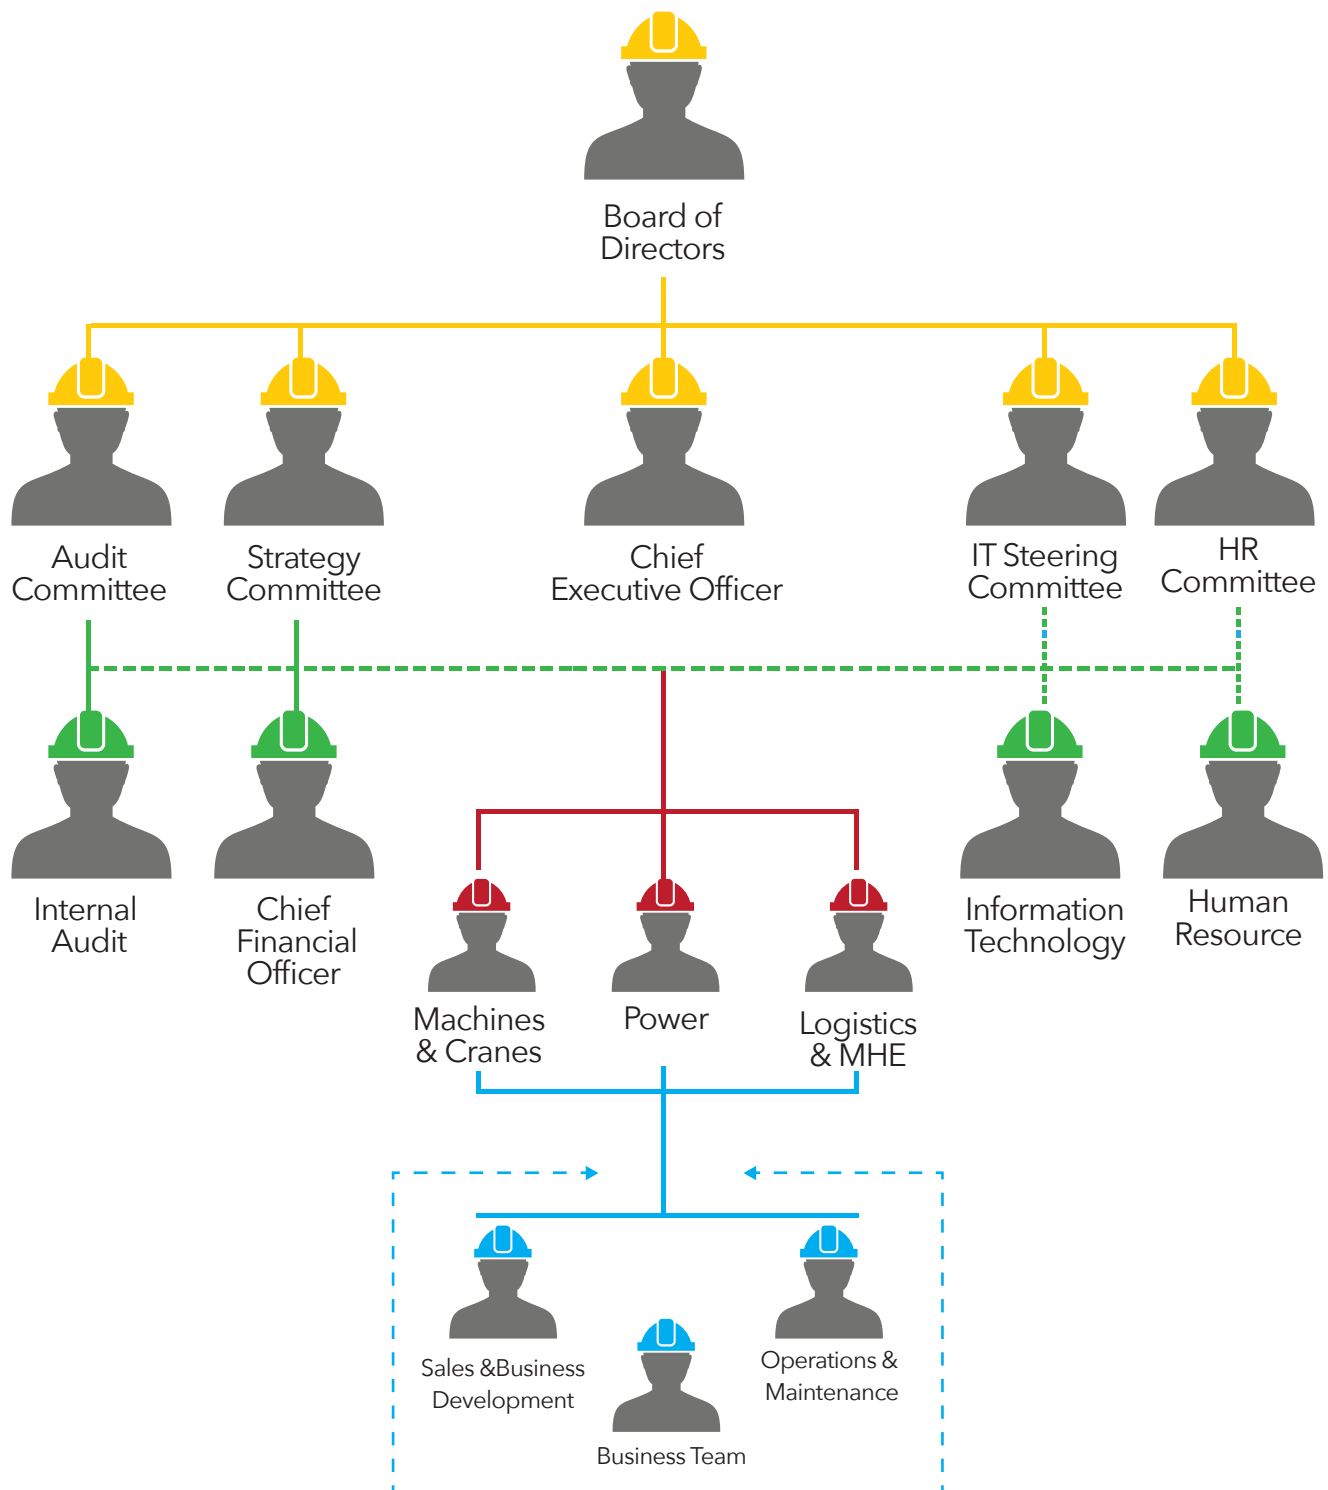 Board of
Directors
Audit
Committee
Strategy
Committee
Chief
Executive Officer
IT Steering
Committee
HR
Committee
Internal
Audit
Chief
Financial
Officer
Information
Technology
Human
Resource
Machines
& Cranes
Power
Logistics
& MHE
Sales &Business
Development
Operations &
Maintenance
Business Team